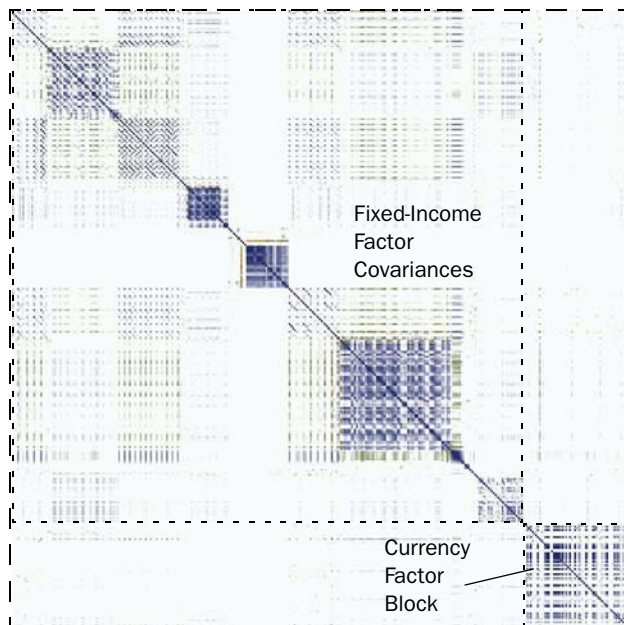 Fixed-Income
Factor
Covariances
Currency
Factor
Block